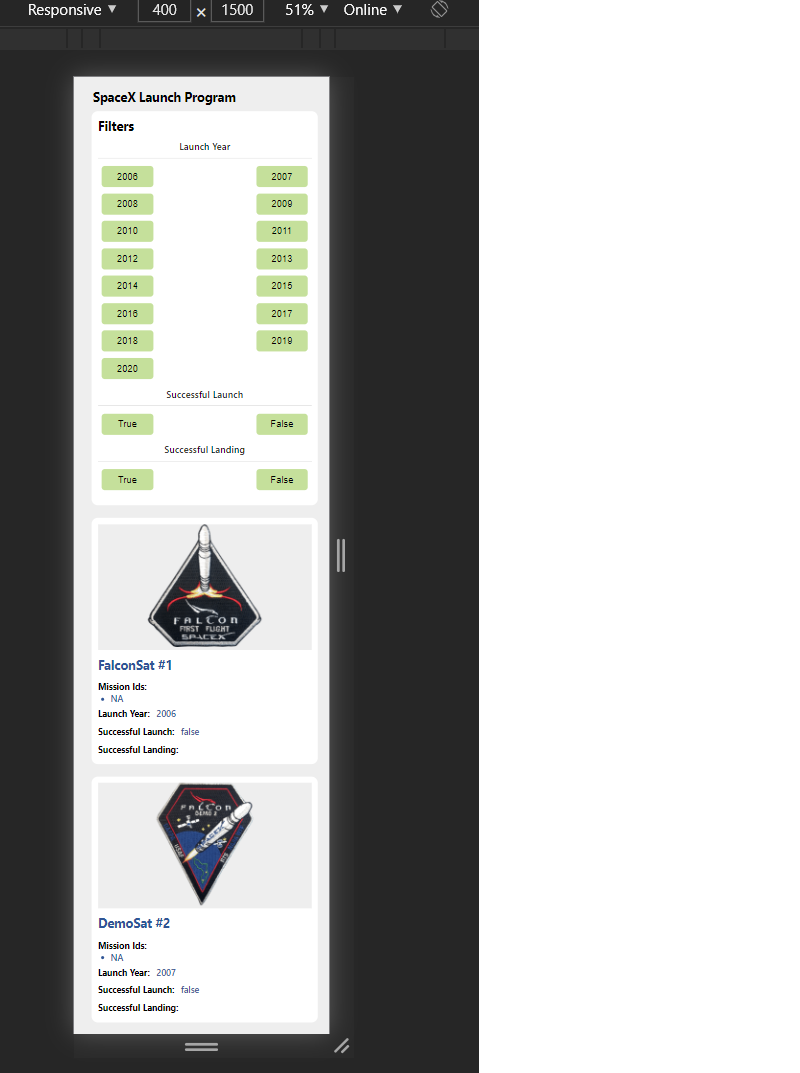 Responsive ▼ 400 × 1500 51% ▼ Online ▼
SpaceX Launch Program
Filters
Launch Year
2006 2007
2008 2009
2010 2011
2012 2013
2014 2015
2016 2017
2018 2019
2020
Successful Launch
True False
Successful Landing
True False
FALCON
FIRST FLIGHT
SPACEX
FalconSat #1
Mission Ids:
• NA
Launch Year: 2006
Successful Launch: false
Successful Landing:
FALCON
DEMO 2
SPACEX
DemoSat #2
Mission Ids:
• NA
Launch Year: 2007
Successful Launch: false
Successful Landing: